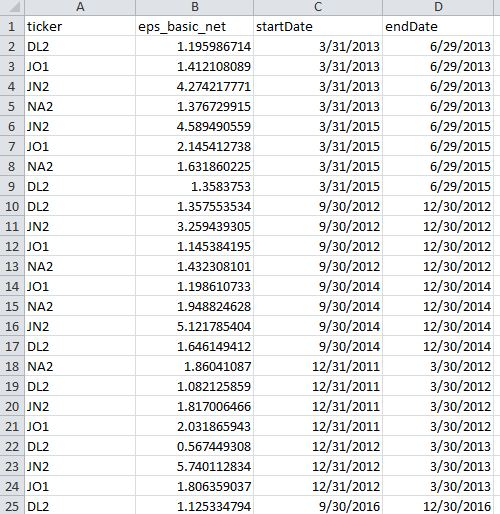 A B C D
1 ticker eps_basic_net startDate endDate
2 DL2 1.195986714 3/31/2013 6/29/2013
3 JO1 1.412108089 3/31/2013 6/29/2013
4 JN2 4.274217771 3/31/2013 6/29/2013
5 NA2 1.376729915 3/31/2013 6/29/2013
6 JN2 4.589490559 3/31/2015 6/29/2015
7 JO1 2.145412738 3/31/2015 6/29/2015
8 NA2 1.631860225 3/31/2015 6/29/2015
9 DL2 1.3583753 3/31/2015 6/29/2015
10 DL2 1.357553534 9/30/2012 12/30/2012
11 JN2 3.259439305 9/30/2012 12/30/2012
12 JO1 1.145384195 9/30/2012 12/30/2012
13 NA2 1.432308101 9/30/2012 12/30/2012
14 JO1 1.198610733 9/30/2014 12/30/2014
15 NA2 1.948824628 9/30/2014 12/30/2014
16 JN2 5.121785404 9/30/2014 12/30/2014
17 DL2 1.646149412 9/30/2014 12/30/2014
18 NA2 1.86041087 12/31/2011 3/30/2012
19 DL2 1.082125859 12/31/2011 3/30/2012
20 JN2 1.817006466 12/31/2011 3/30/2012
21 JO1 2.031865943 12/31/2011 3/30/2012
22 DL2 0.567449308 12/31/2012 3/30/2013
23 JN2 5.740112834 12/31/2012 3/30/2013
24 JO1 1.806359037 12/31/2012 3/30/2013
25 DL2 1.125334794 9/30/2016 12/30/2016